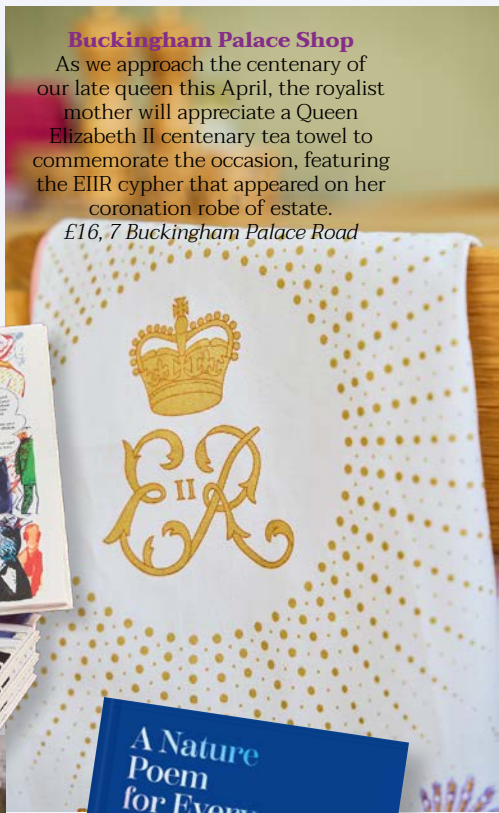 Buckingham Palace Shop
As we approach the centenary of
our late queen this April, the royalist
mother will appreciate a Queen
Elizabeth II centenary tea towel to
commemorate the occasion, featuring
the EIIR cypher that appeared on her
coronation robe of estate.
£16, 7 Buckingham Palace Road
E II R
A Nature
Poem
for Every